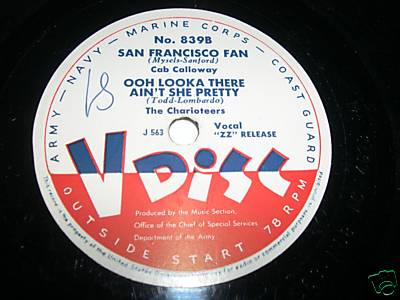 ARMY — NAVY — MARINE CORPS — COAST GUARD
No. 839B
SAN FRANCISCO FAN
(Mysels-Sanford)
Cab Calloway
OOH LOOKA THERE
AIN'T SHE PRETTY
(Todd-Lombardo)
The Charioteers
J 563
Vocal
"ZZ" RELEASE
V Disc
Produced by the Music Section,
Office of the Chief of Special Services
Department of the Army.
OUTSIDE START 78 RPM